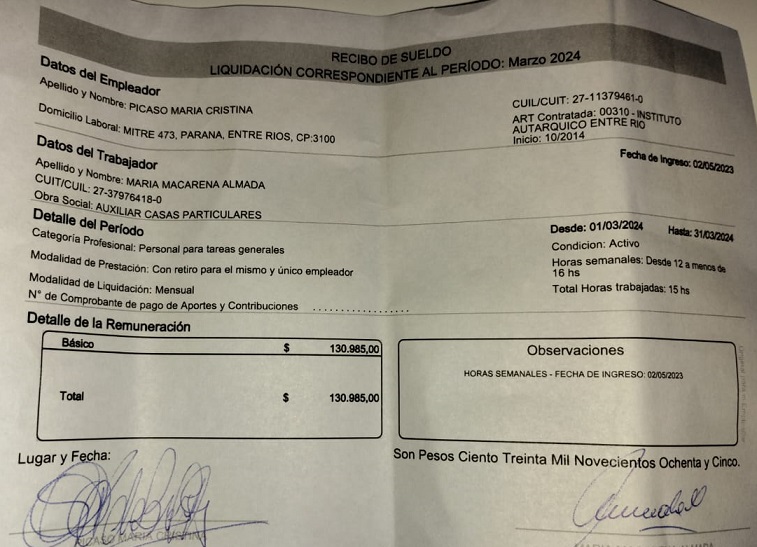 RECIBO DE SUELDO
LIQUIDACIÓN CORRESPONDIENTE AL PERÍODO: Marzo 2024
Datos del Empleador
Apellido y Nombre: PICASO MARIA CRISTINA
Domicilio Laboral: MITRE 473, PARANA, ENTRE RIOS, CP:3100
CUIL/CUIT: 27-11379461-0
ART Contratada: 00310 - INSTITUTO
AUTARQUICO ENTRE RIO
Inicio: 10/2014
Datos del Trabajador
Fecha de Ingreso: 02/05/2023
Apellido y Nombre: MARIA MACARENA ALMADA
CUIT/CUIL: 27-37976418-0
Obra Social: AUXILIAR CASAS PARTICULARES
Detalle del Período
Desde: 01/03/2024 Hasta: 31/03/2024
Categoría Profesional: Personal para tareas generales
Condicion: Activo
Modalidad de Prestación: Con retiro para el mismo y único empleador
Horas semanales: Desde 12 a menos de
16 hs
Modalidad de Liquidación: Mensual
Total Horas trabajadas: 15 hs
N° de Comprobante de pago de Aportes y Contribuciones ....................
Detalle de la Remuneración
Básico $ 130.985,00
Total $ 130.985,00
Observaciones
HORAS SEMANALES - FECHA DE INGRESO: 02/05/2023
Lugar y Fecha:
Son Pesos Ciento Treinta Mil Novecientos Ochenta y Cinco.
PICASO MARIA CRISTINA